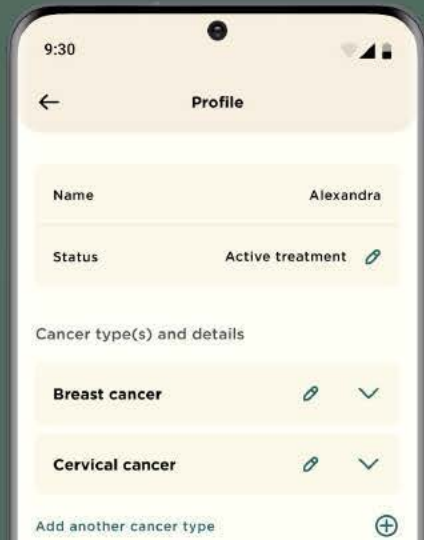 9:30
Profile
Name Alexandra
Status Active treatment
Cancer type(s) and details
Breast cancer
Cervical cancer
Add another cancer type